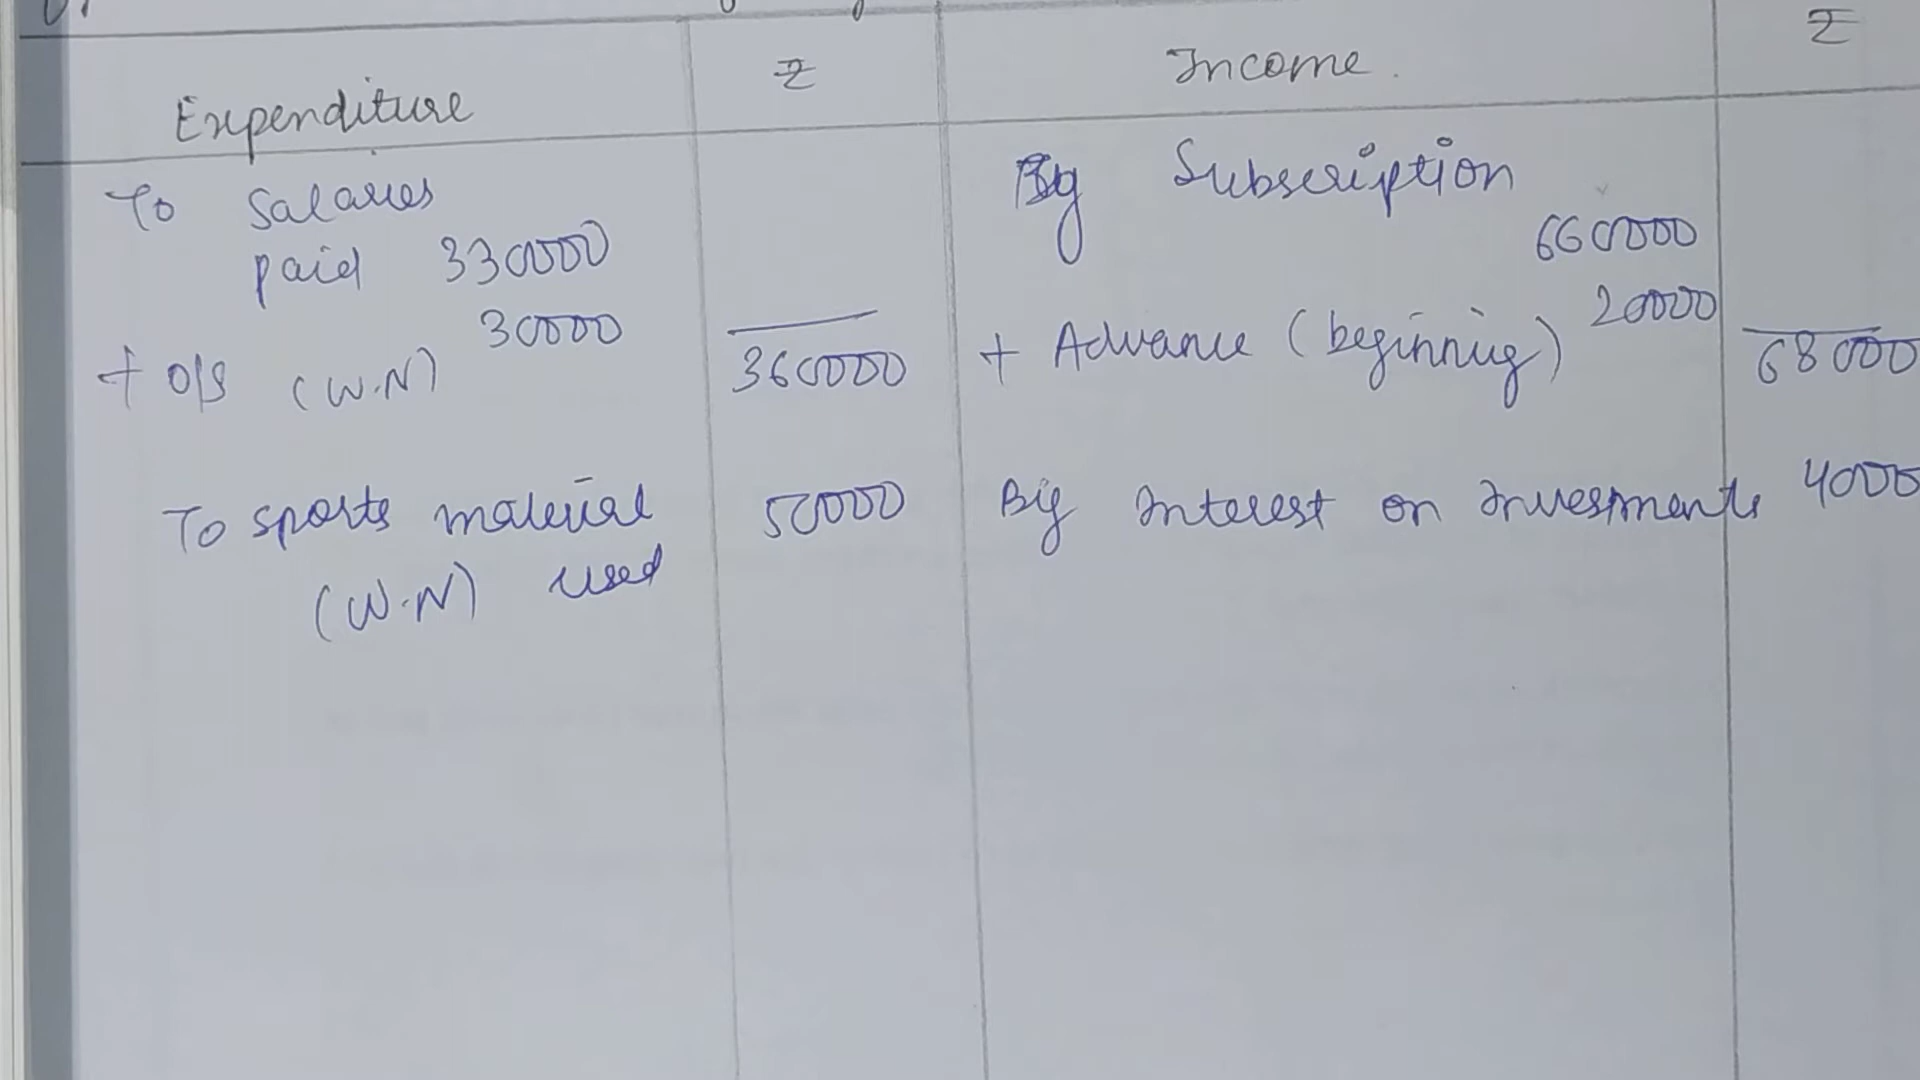 Expenditure ₹ Income. ₹
To Salaries By Subscription
paid 330000 660000
30000 20000
+ o/s (W.N) 360000 + Advance (beginning) 68000
To sports material 50000 By Interest on Investments 4000
(W.N) used